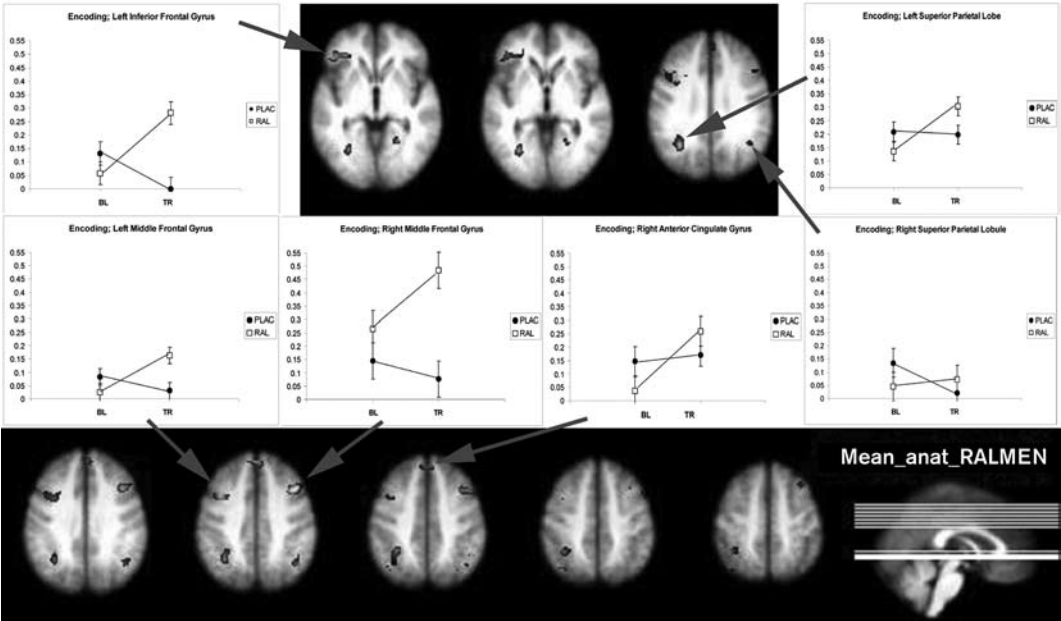 Encoding; Left Inferior Frontal Gyrus
0.55
0.5
0.45
0.4
0.35
0.3
0.25
0.2
0.15
0.1
0.05
0
BL TR
PLAC
RAL
Encoding; Left Superior Parietal Lobe
0.55
0.5
0.45
0.4
0.35
0.3
0.25
0.2
0.15
0.1
0.05
0
BL TR
PLAC
RAL
Encoding; Left Middle Frontal Gyrus
0.55
0.5
0.45
0.4
0.35
0.3
0.25
0.2
0.15
0.1
0.05
0
BL TR
PLAC
RAL
Encoding; Right Middle Frontal Gyrus
0.55
0.5
0.45
0.4
0.35
0.3
0.25
0.2
0.15
0.1
0.05
0
BL TR
PLAC
RAL
Encoding; Right Anterior Cingulate Gyrus
0.55
0.5
0.45
0.4
0.35
0.3
0.25
0.2
0.15
0.1
0.05
0
BL TR
PLAC
RAL
Encoding; Right Superior Parietal Lobule
0.55
0.5
0.45
0.4
0.35
0.3
0.25
0.2
0.15
0.1
0.05
0
BL TR
PLAC
RAL
Mean_anat_RALMEN